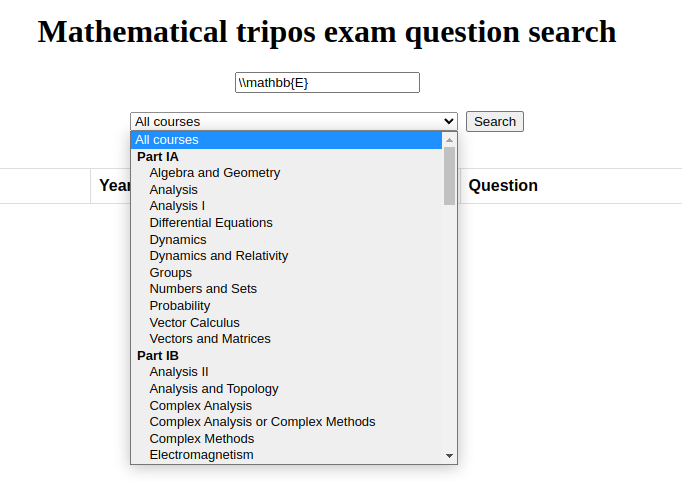 Mathematical tripos exam question search
\\mathbb{E}
All courses
Search
All courses
Part IA
Algebra and Geometry
Year
Question
Analysis
Analysis I
Differential Equations
Dynamics
Dynamics and Relativity
Groups
Numbers and Sets
Probability
Vector Calculus
Vectors and Matrices
Part IB
Analysis II
Analysis and Topology
Complex Analysis
Complex Analysis or Complex Methods
Complex Methods
Electromagnetism